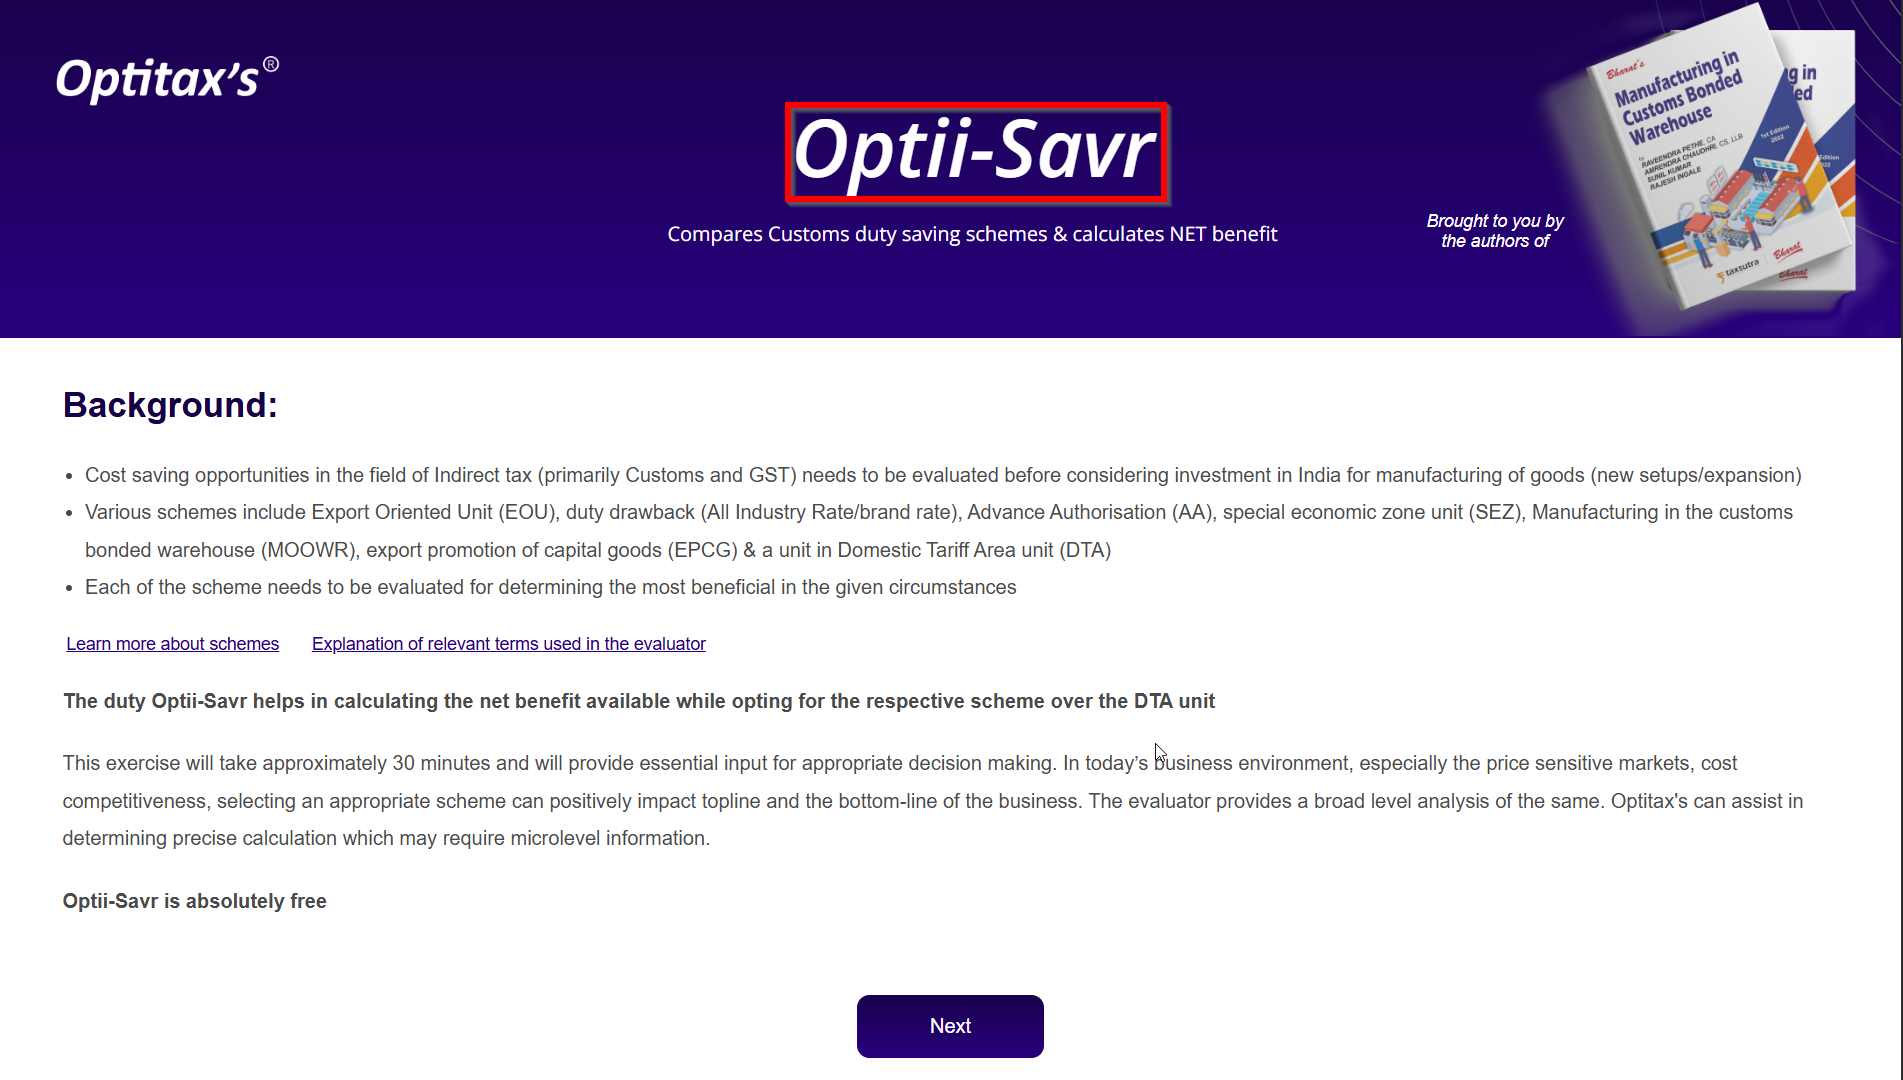 Optitax's®
Optii-Savr
Compares Customs duty saving schemes & calculates NET benefit
Brought to you by
the authors of
Bharat's
Manufacturing in
Customs Bonded
Warehouse
by
RAVEENDRA PETHE, CA
AMRENDRA CHAUDHRI, CS, LLB
SUNIL KUMAR
RAJESH INGALE
1st Edition
2022
taxsutra
Bharat
g in
ed
Edition
Bharat
Background:
• Cost saving opportunities in the field of Indirect tax (primarily Customs and GST) needs to be evaluated before considering investment in India for manufacturing of goods (new setups/expansion)
• Various schemes include Export Oriented Unit (EOU), duty drawback (All Industry Rate/brand rate), Advance Authorisation (AA), special economic zone unit (SEZ), Manufacturing in the customs
bonded warehouse (MOOWR), export promotion of capital goods (EPCG) & a unit in Domestic Tariff Area unit (DTA)
• Each of the scheme needs to be evaluated for determining the most beneficial in the given circumstances
Learn more about schemes Explanation of relevant terms used in the evaluator
The duty Optii-Savr helps in calculating the net benefit available while opting for the respective scheme over the DTA unit
This exercise will take approximately 30 minutes and will provide essential input for appropriate decision making. In today’s business environment, especially the price sensitive markets, cost
competitiveness, selecting an appropriate scheme can positively impact topline and the bottom-line of the business. The evaluator provides a broad level analysis of the same. Optitax's can assist in
determining precise calculation which may require microlevel information.
Optii-Savr is absolutely free
Next